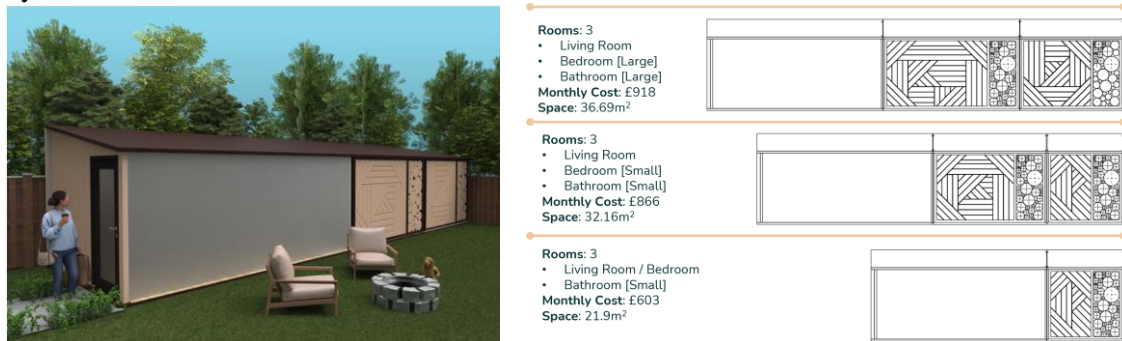 Rooms: 3
• Living Room
• Bedroom [Large]
• Bathroom [Large]
Monthly Cost: £918
Space: 36.69m²
Rooms: 3
• Living Room
• Bedroom [Small]
• Bathroom [Small]
Monthly Cost: £866
Space: 32.16m²
Rooms: 3
• Living Room / Bedroom
• Bathroom [Small]
Monthly Cost: £603
Space: 21.9m²